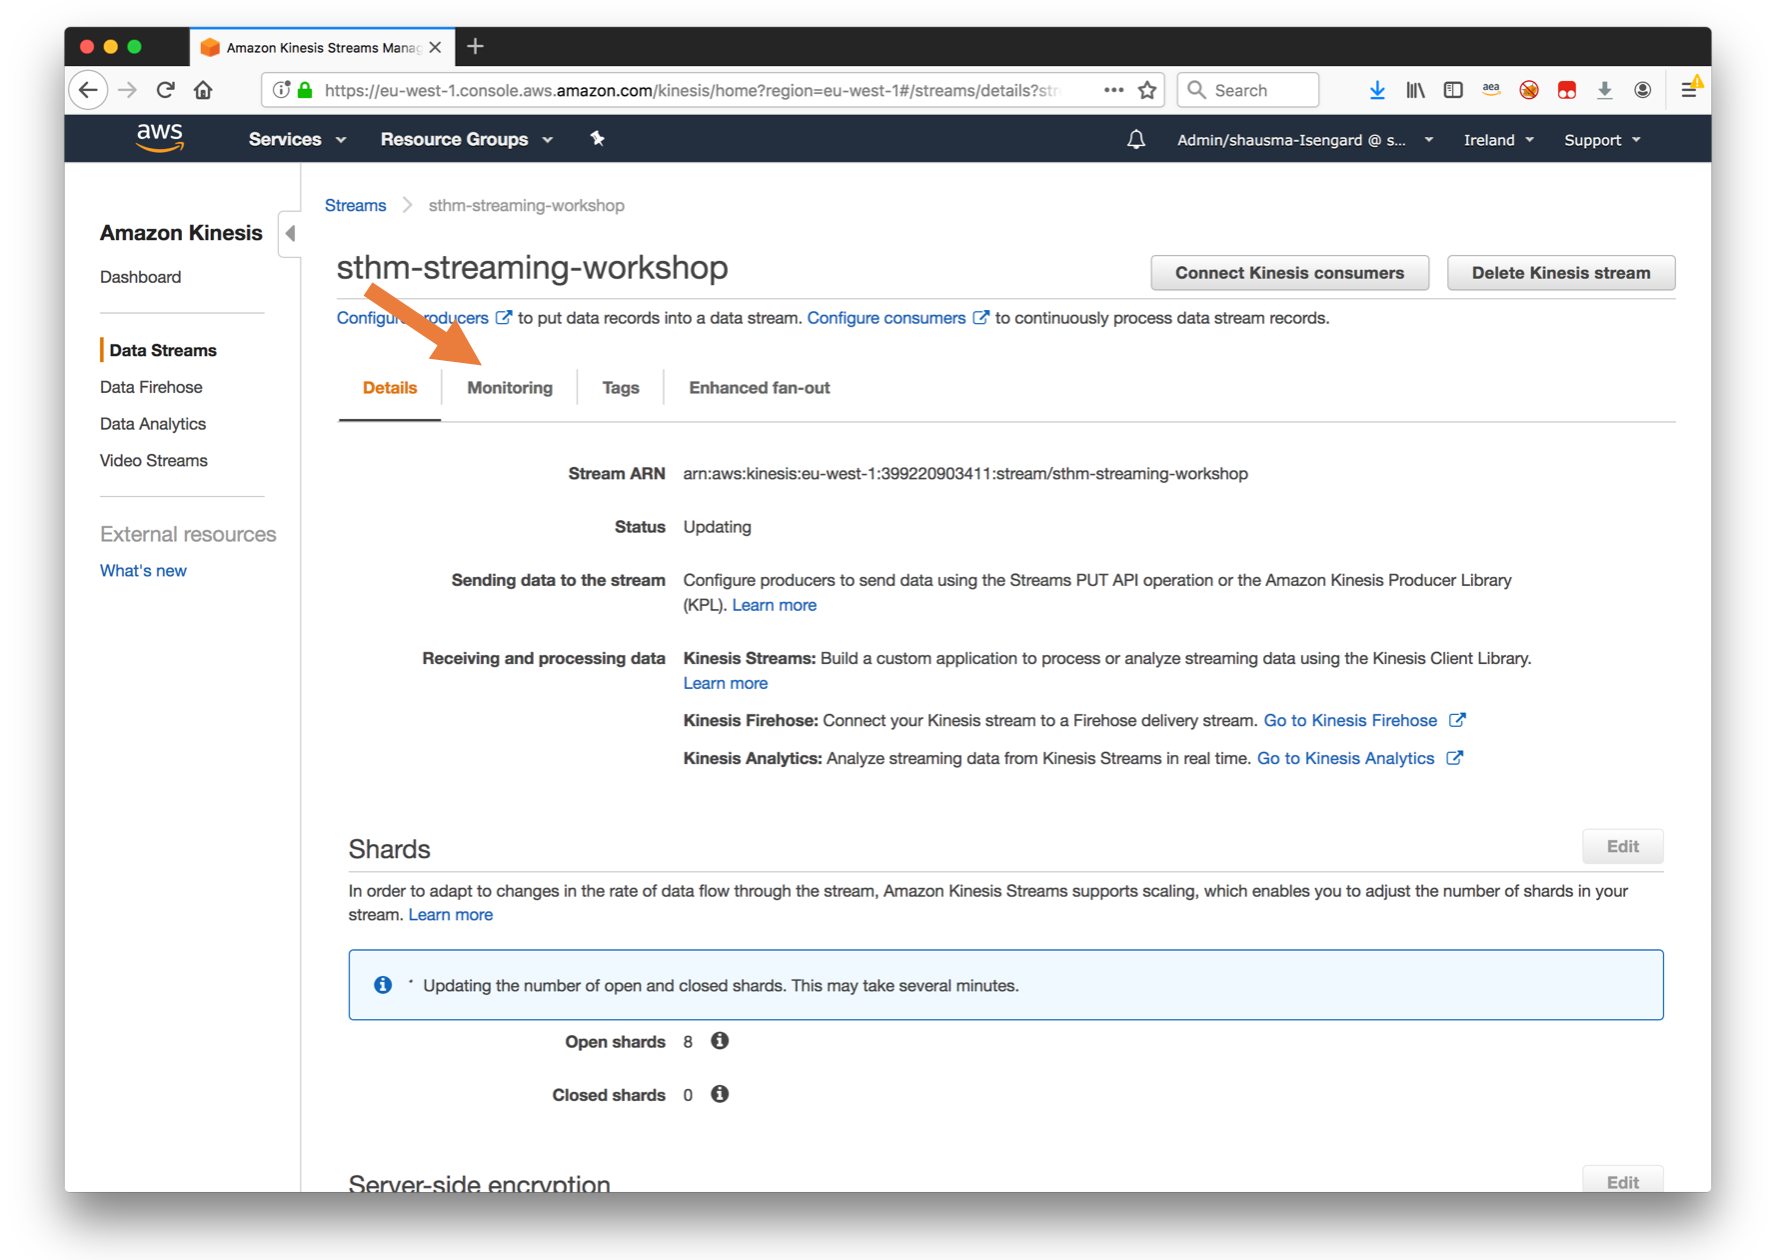 Amazon Kinesis Streams Manag
https://eu-west-1.console.aws.amazon.com/kinesis/home?region=eu-west-1#/streams/details?str
Search
aea
aws
Services
Resource Groups
Admin/shausma-Isengard @ s...
Ireland
Support
Amazon Kinesis
Dashboard
Data Streams
Data Firehose
Data Analytics
Video Streams
External resources
What's new
Streams
sthm-streaming-workshop
sthm-streaming-workshop
Connect Kinesis consumers
Delete Kinesis stream
Configure producers to put data records into a data stream. Configure consumers to continuously process data stream records.
Details
Monitoring
Tags
Enhanced fan-out
Stream ARN arn:aws:kinesis:eu-west-1:399220903411:stream/sthm-streaming-workshop
Status Updating
Sending data to the stream Configure producers to send data using the Streams PUT API operation or the Amazon Kinesis Producer Library
(KPL). Learn more
Receiving and processing data Kinesis Streams: Build a custom application to process or analyze streaming data using the Kinesis Client Library.
Learn more
Kinesis Firehose: Connect your Kinesis stream to a Firehose delivery stream. Go to Kinesis Firehose
Kinesis Analytics: Analyze streaming data from Kinesis Streams in real time. Go to Kinesis Analytics
Shards
Edit
In order to adapt to changes in the rate of data flow through the stream, Amazon Kinesis Streams supports scaling, which enables you to adjust the number of shards in your
stream. Learn more
Updating the number of open and closed shards. This may take several minutes.
Open shards 8
Closed shards 0
Server-side encryption
Edit